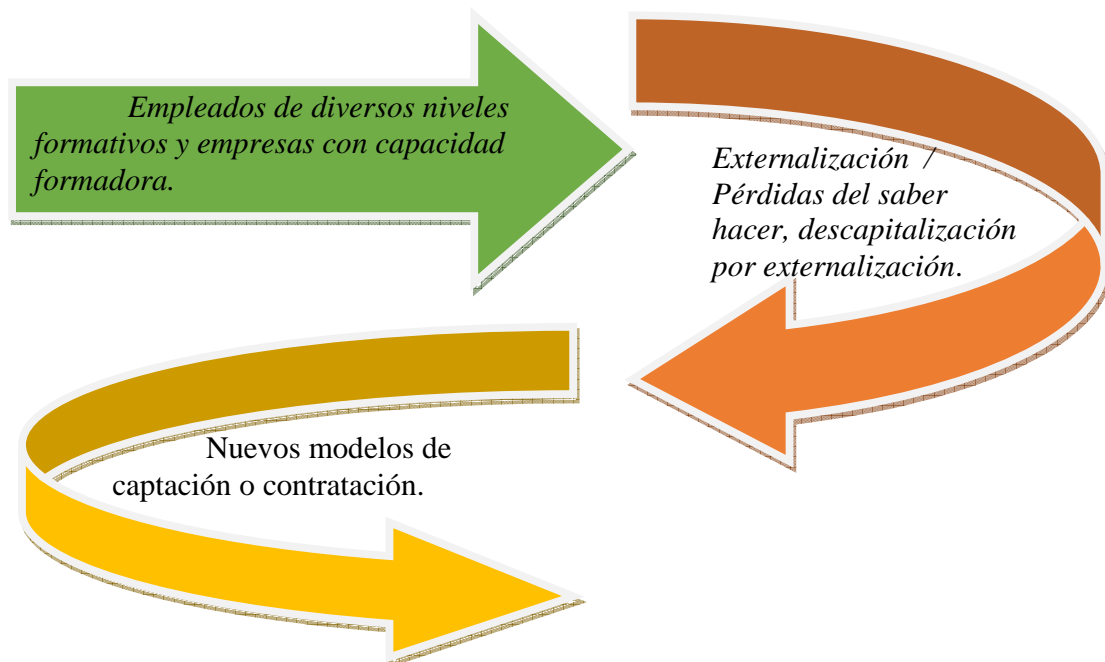 Empleados de diversos niveles
formativos y empresas con capacidad
formadora.
Externalización /
Pérdidas del saber
hacer, descapitalización
por externalización.
Nuevos modelos de
captación o contratación.